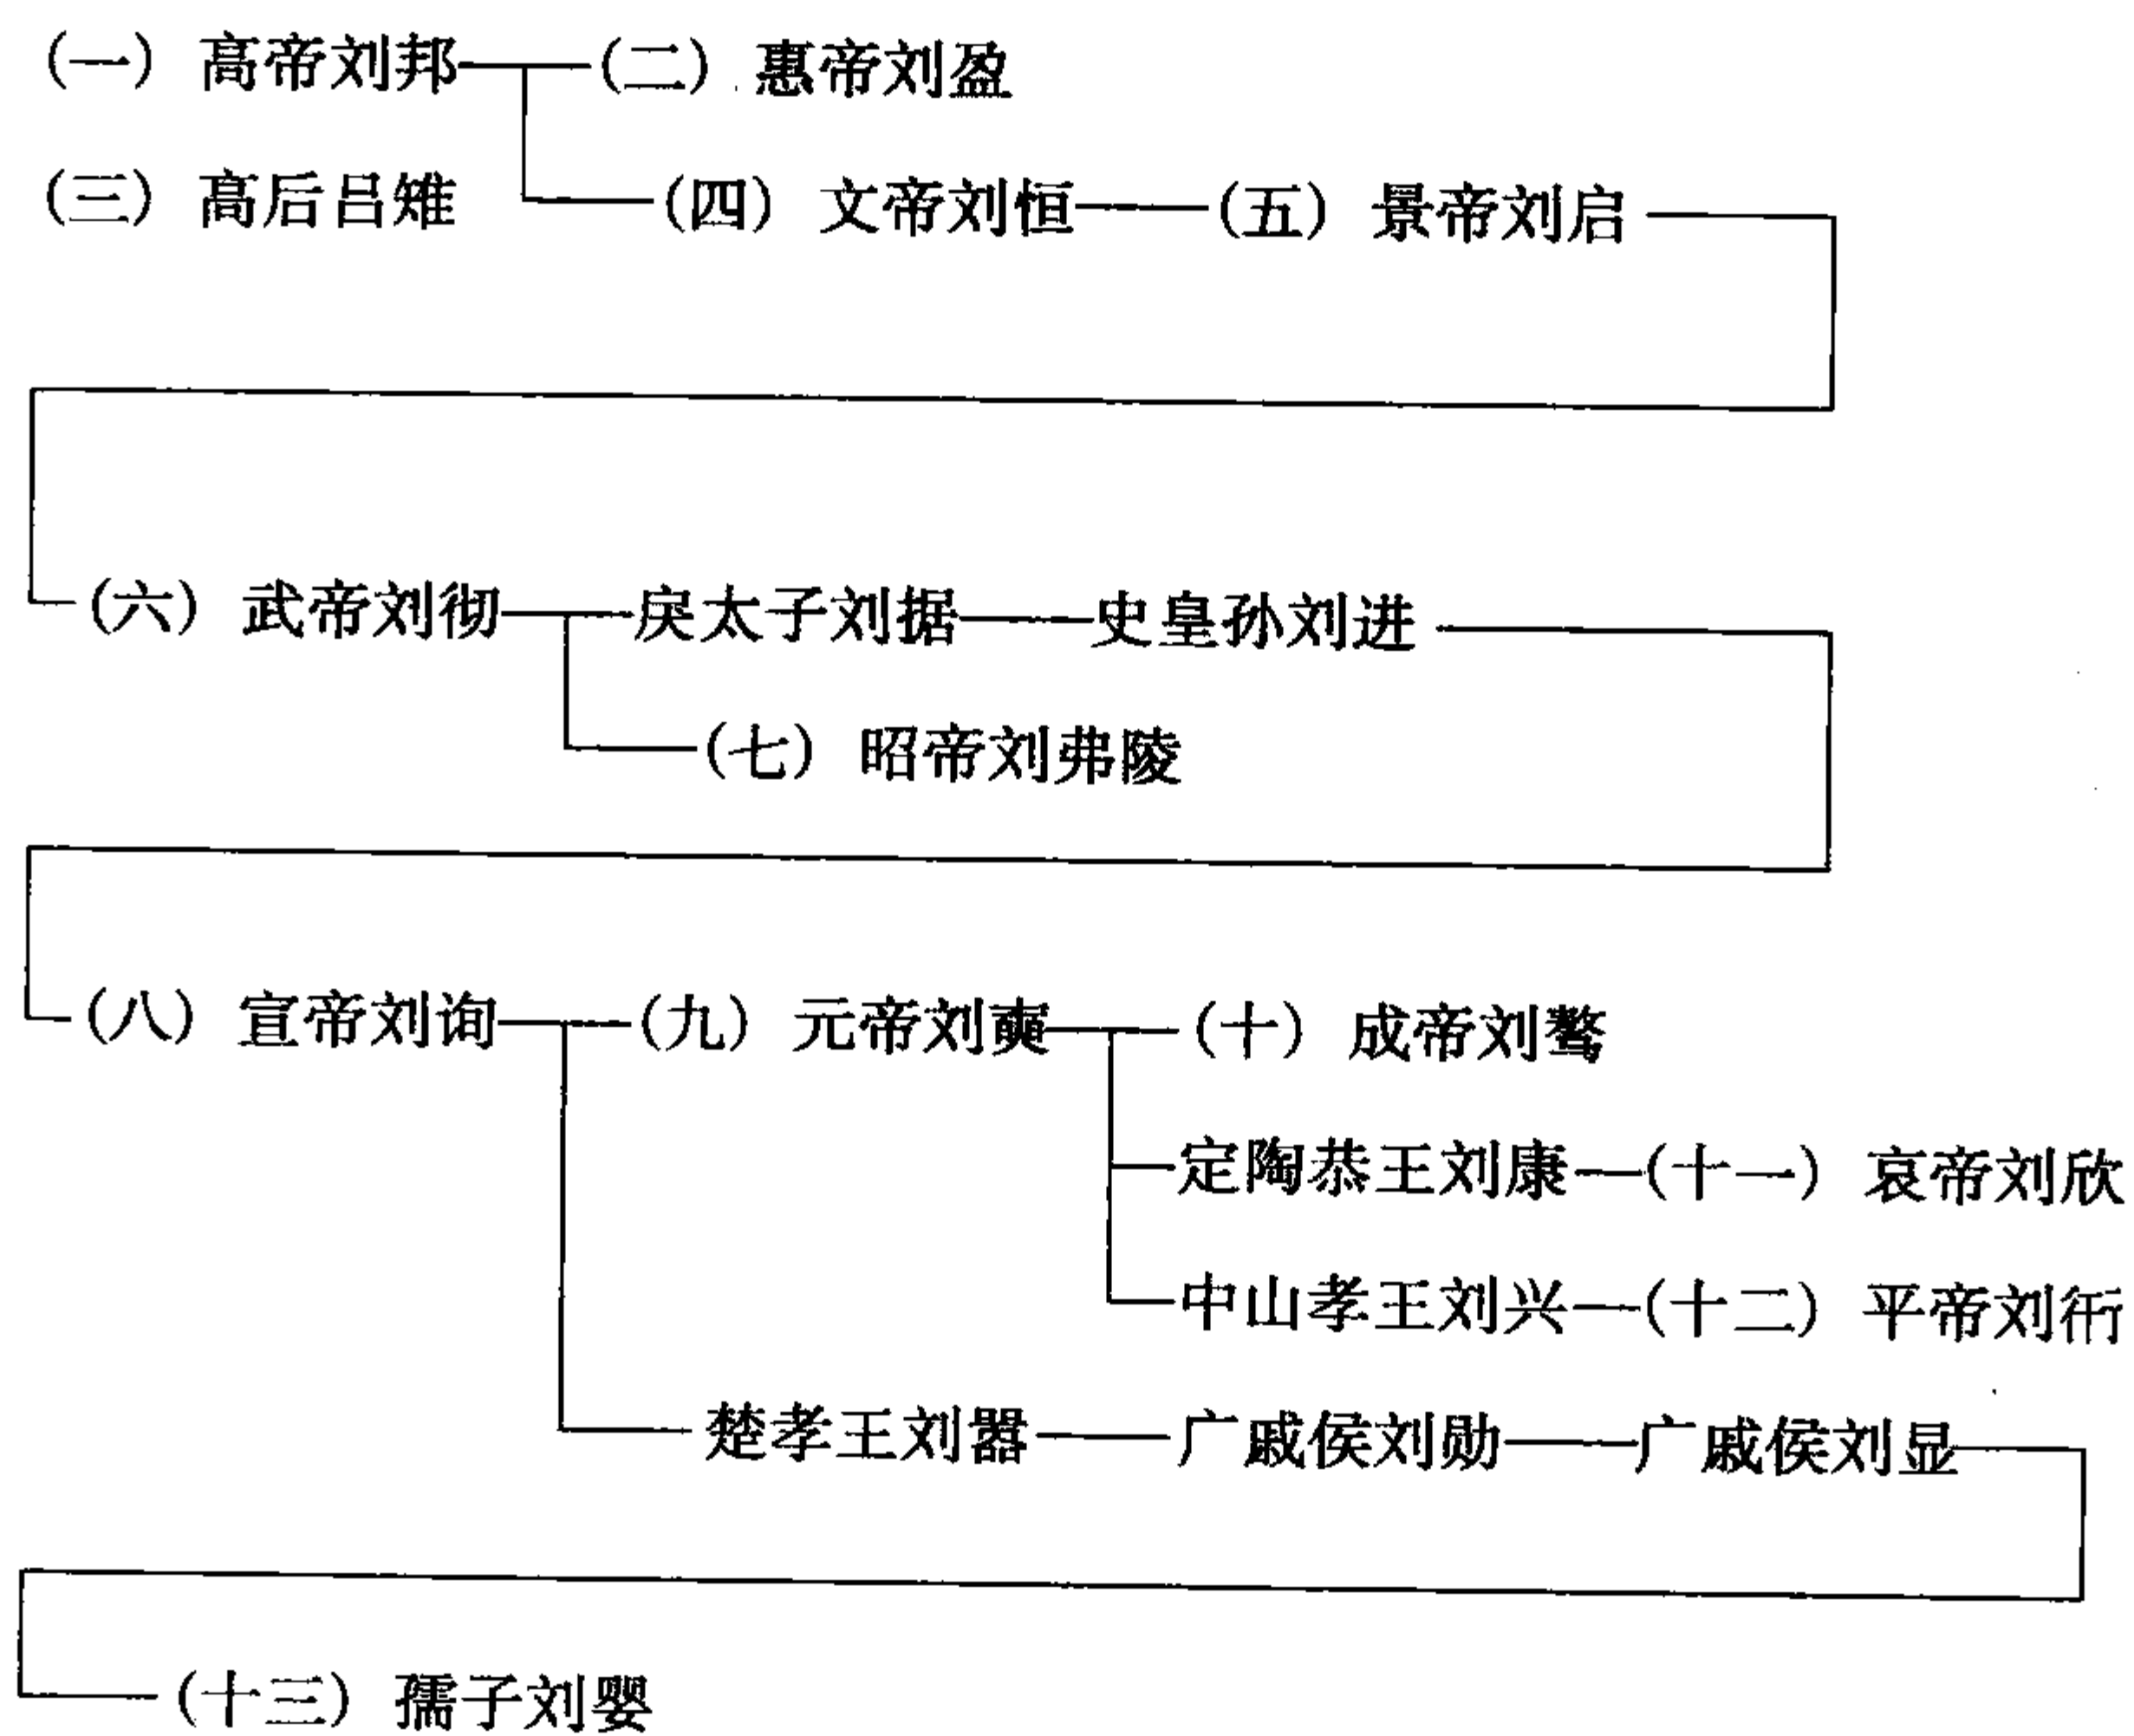 (一) 高帝刘邦 (二) 惠帝刘盈
(三) 高后吕雉 (四) 文帝刘恒 (五) 景帝刘启
(六) 武帝刘彻 戾太子刘据 史皇孙刘进
(七) 昭帝刘弗陵
(八) 宣帝刘询 (九) 元帝刘奭 (十) 成帝刘骜
定陶恭王刘康 (十一) 哀帝刘欣
中山孝王刘兴 (十二) 平帝刘衎
楚孝王刘嚣 广戚侯刘勋 广戚侯刘显
(十三) 孺子刘婴